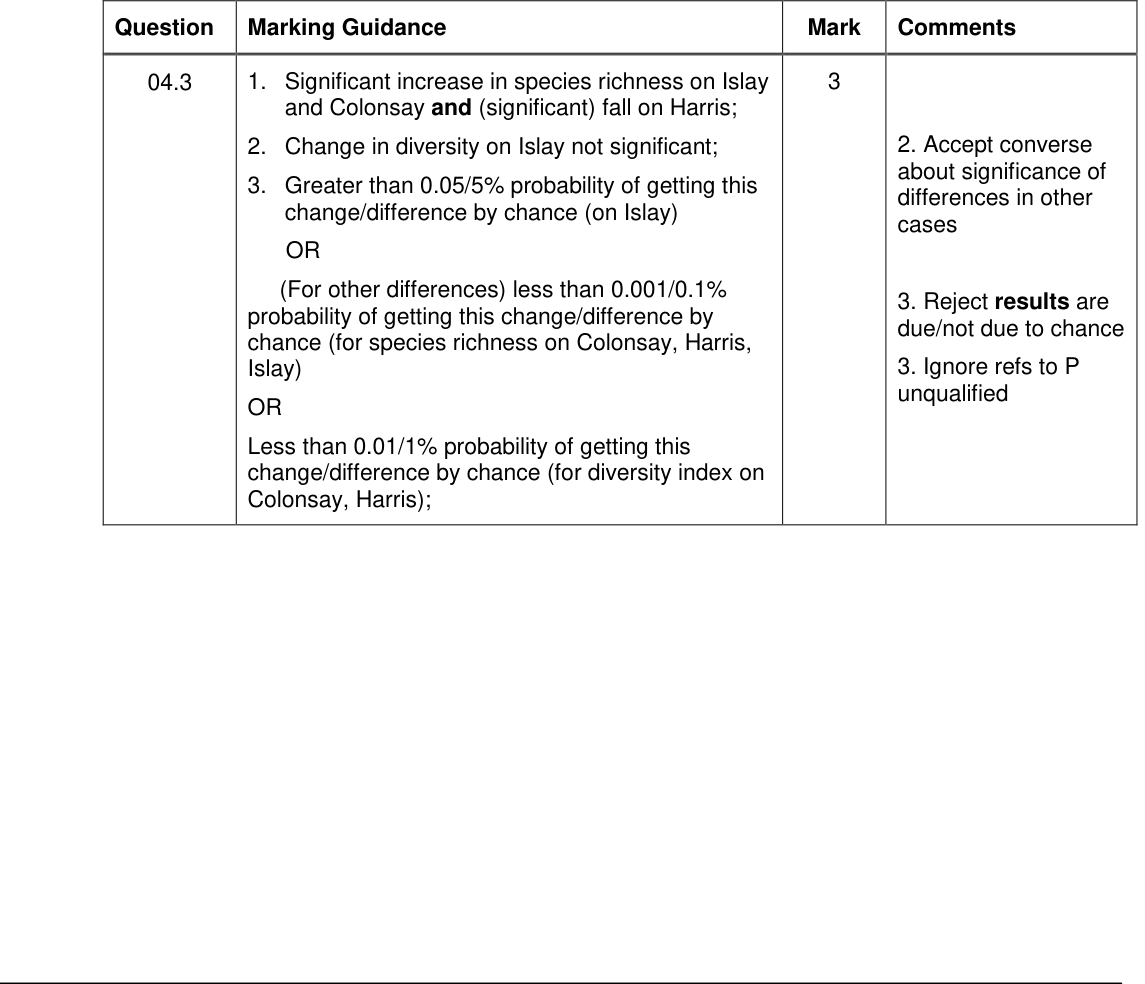 Question Marking Guidance Mark Comments
04.3
1. Significant increase in species richness on Islay
and Colonsay and (significant) fall on Harris;
2. Change in diversity on Islay not significant;
3. Greater than 0.05/5% probability of getting this
change/difference by chance (on Islay)
OR
(For other differences) less than 0.001/0.1%
probability of getting this change/difference by
chance (for species richness on Colonsay, Harris,
Islay)
OR
Less than 0.01/1% probability of getting this
change/difference by chance (for diversity index on
Colonsay, Harris);
3
2. Accept converse
about significance of
differences in other
cases
3. Reject results are
due/not due to chance
3. Ignore refs to P
unqualified